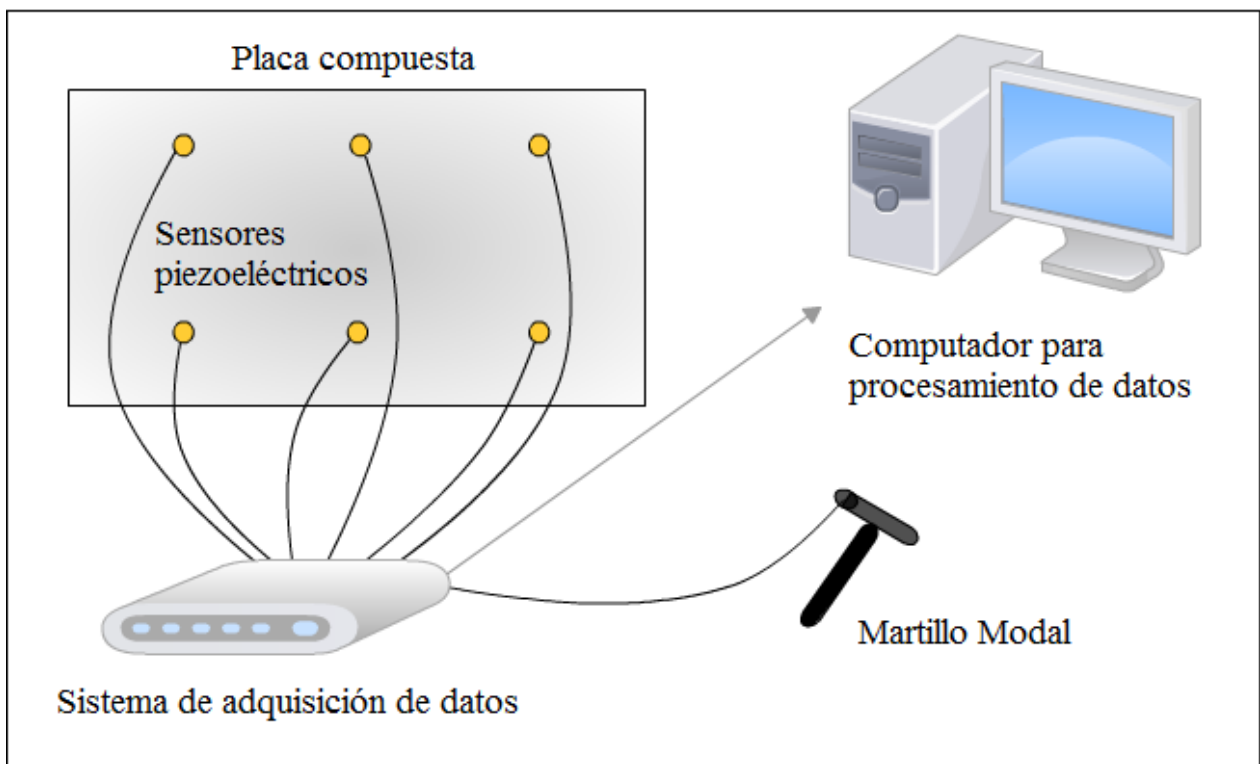 Placa compuesta
Sensores
piezoeléctricos
Computador para
procesamiento de datos
Martillo Modal
Sistema de adquisición de datos